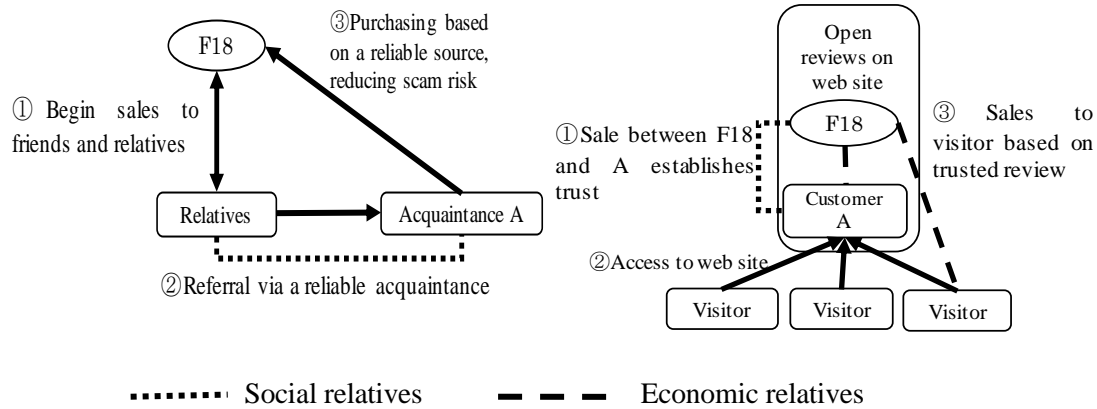 F18
③Purchasing based
on a reliable source,
reducing scam risk
① Begin sales to
friends and relatives
Relatives
Acquaintance A
②Referral via a reliable acquaintance
Open
reviews on
web site
F18
①Sale between F18
and A establishes
trust
③ Sales to
visitor based on
trusted review
Customer
A
②Access to web site
Visitor
Visitor
Visitor
Social relatives
Economic relatives